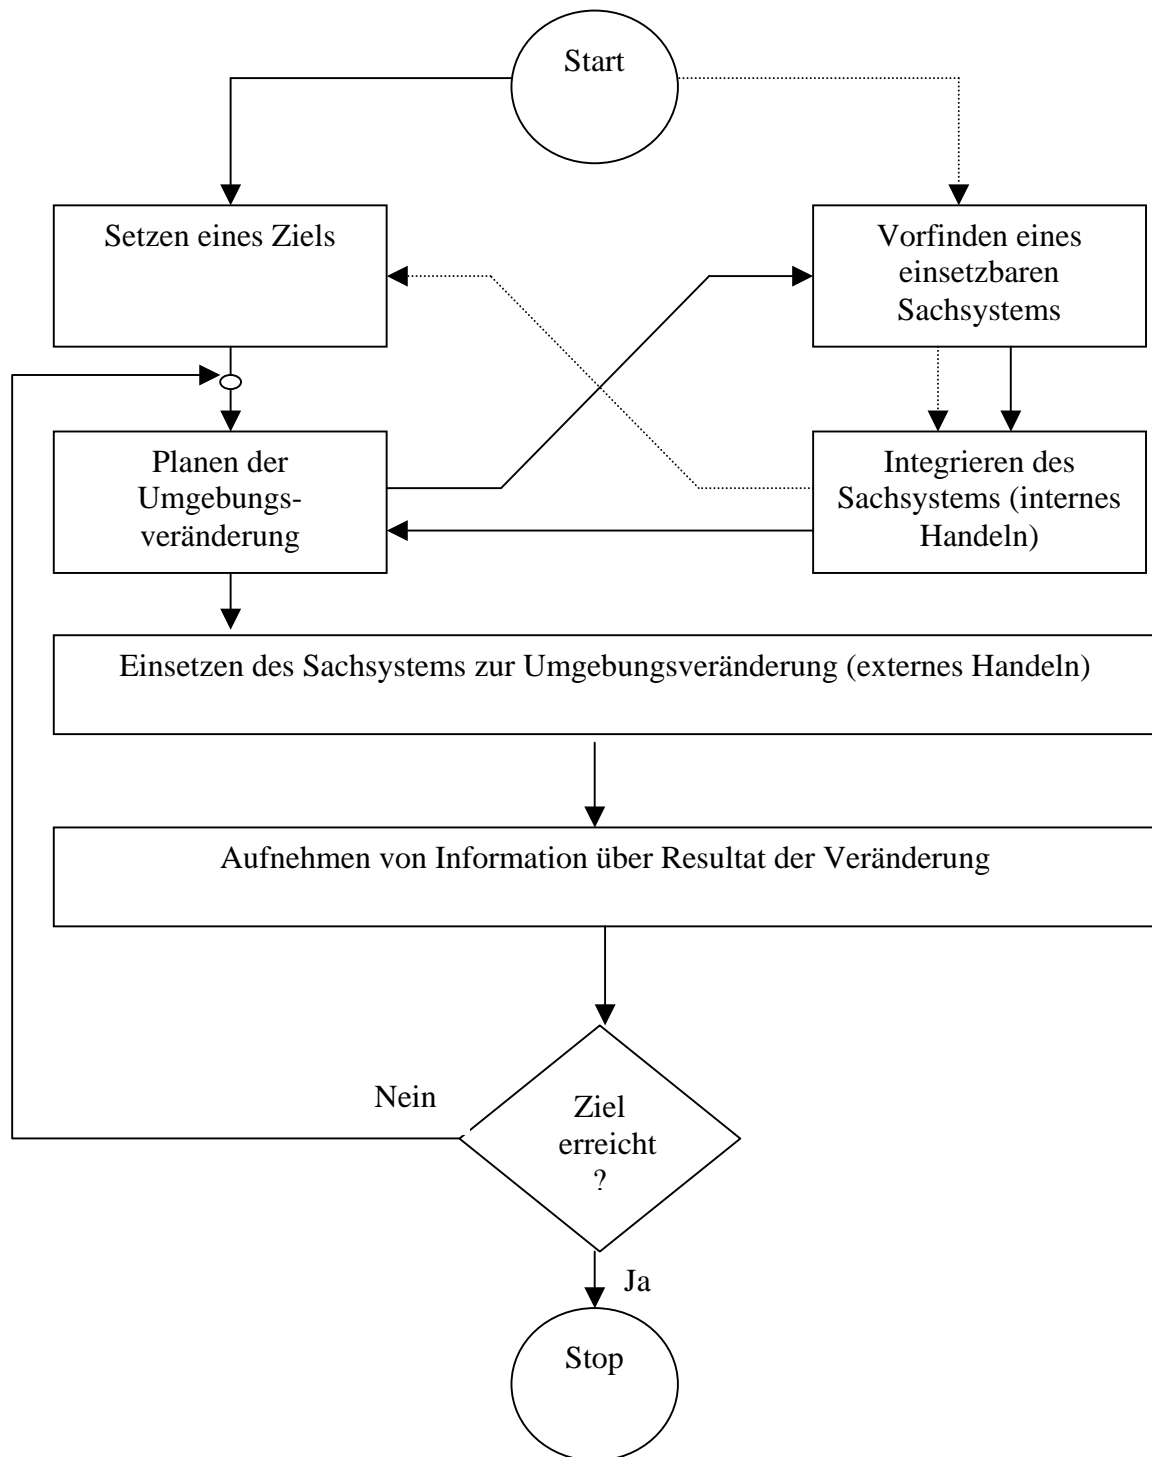 Start
Setzen eines Ziels
Vorfinden eines
einsetzbaren
Sachsystems
Planen der
Umgebungs-
veränderung
Integrieren des
Sachsystems (internes
Handeln)
Einsetzen des Sachsystems zur Umgebungsveränderung (externes Handeln)
Aufnehmen von Information über Resultat der Veränderung
Nein
Ziel
erreicht
?
Ja
Stop